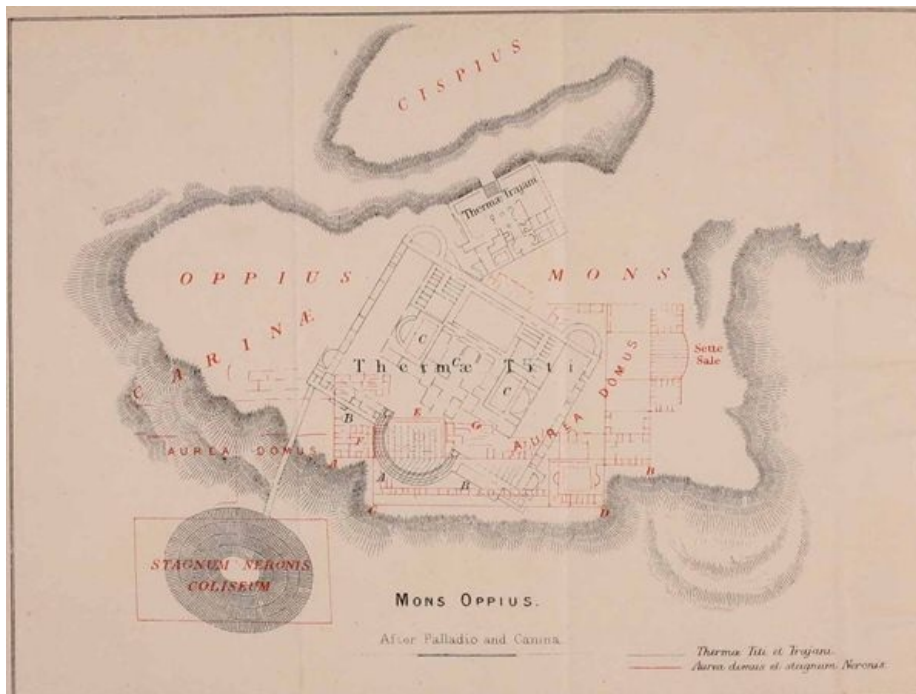 CISPIUS
Thermæ Trajani
OPPIUS MONS
CARINÆ
Sette
Sale
C
C
Thermæ Titi
C
AUREA DOMUS
B
E
F
G
AUREA DOMUS
A
A
B
B
C
D
STAGNUM NERONIS
COLISEUM
MONS OPPIUS.
After Palladio and Canina.
Thermæ Titi et Trajani.
Aurea domus et stagnum Neronis.